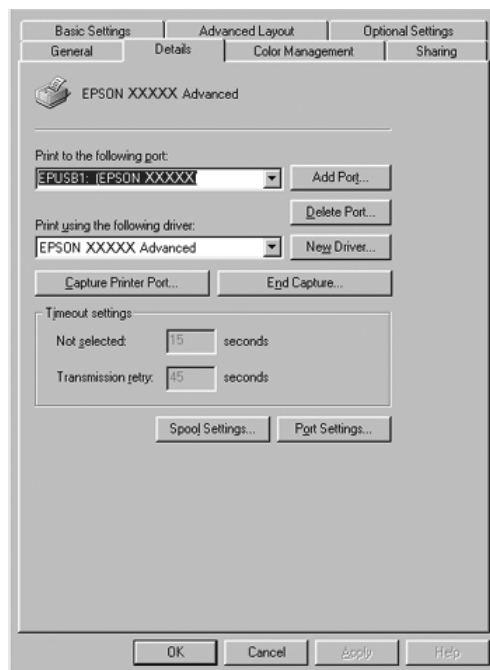 Basic Settings Advanced Layout Optional Settings
General Details Color Management Sharing
EPSON XXXXX Advanced
Print to the following port:
EPUSB1: (EPSON XXXXX Add Port...
Delete Port...
Print using the following driver:
EPSON XXXXX Advanced New Driver...
Capture Printer Port... End Capture...
Timeout settings
Not selected: 15 seconds
Transmission retry: 45 seconds
Spool Settings... Port Settings...
OK Cancel Apply Help